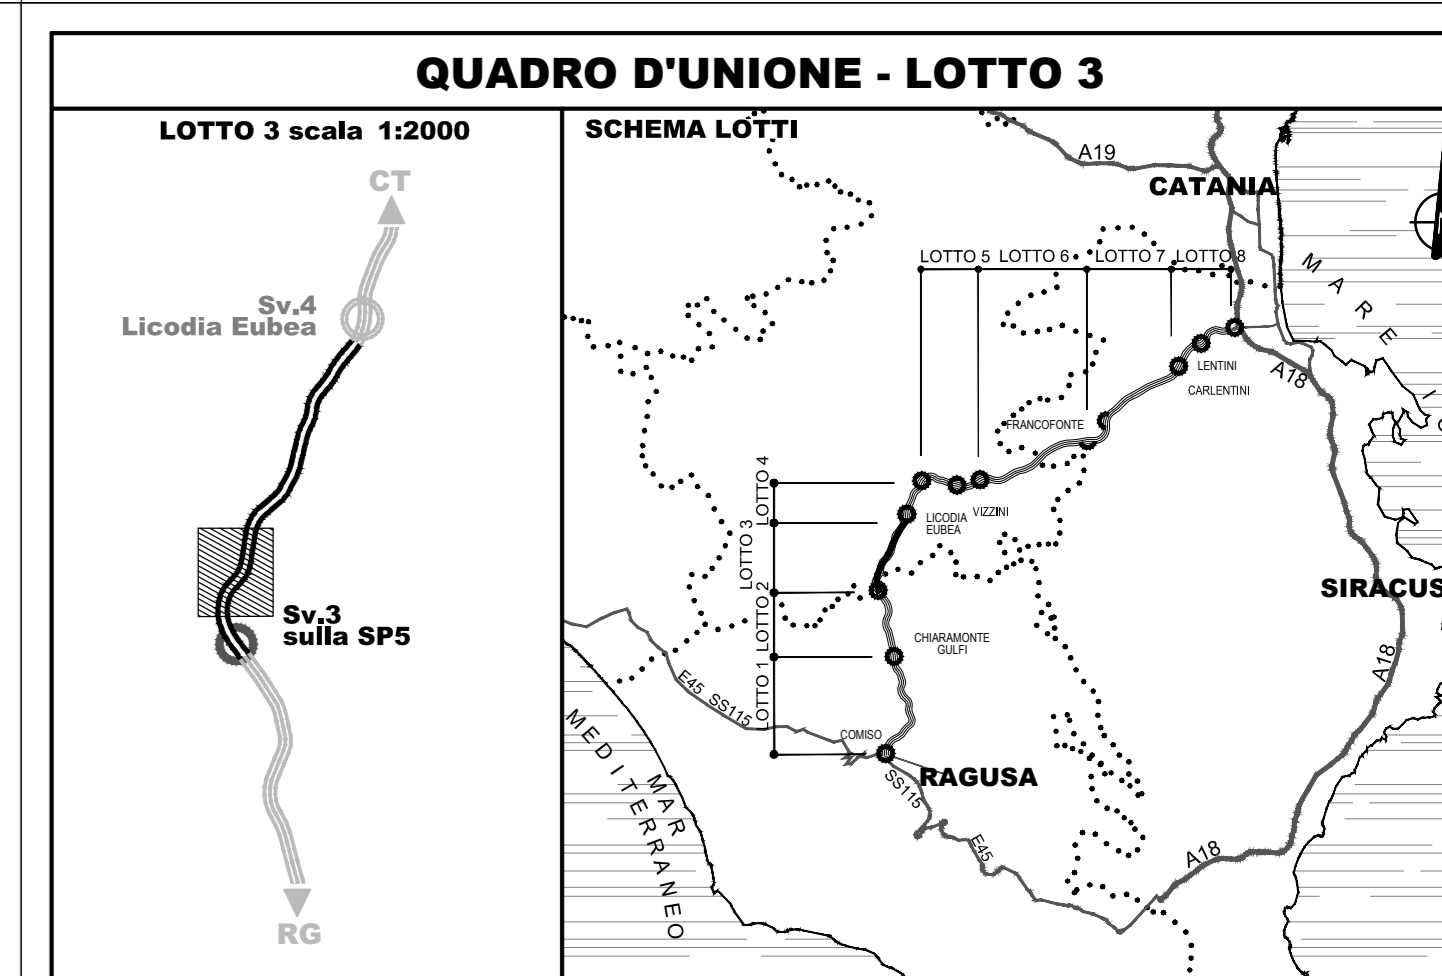 QUADRO D'UNIONE - LOTTO 3
LOTTO 3 scala 1:2000
CT
Sv.4
Licodia Eubea
Sv.3
sulla SP5
RG
SCHEMA LOTTI
A19
CATANIA
LOTTO 5
LOTTO 6
LOTTO 7
LOTTO 8
MARE
I
LENTINI
CARLENTINI
A18
FRANCOFONTE
LOTTO 4
LOTTO 3
LOTTO 2
LOTTO 1
LICODIA
EUBEA
VIZZINI
SIRACUS
CHIARAMONTE
GULFI
E45 SS115
COMISO
RAGUSA
SS115
E45
A18
A18
MAR
MEDITERRANEO